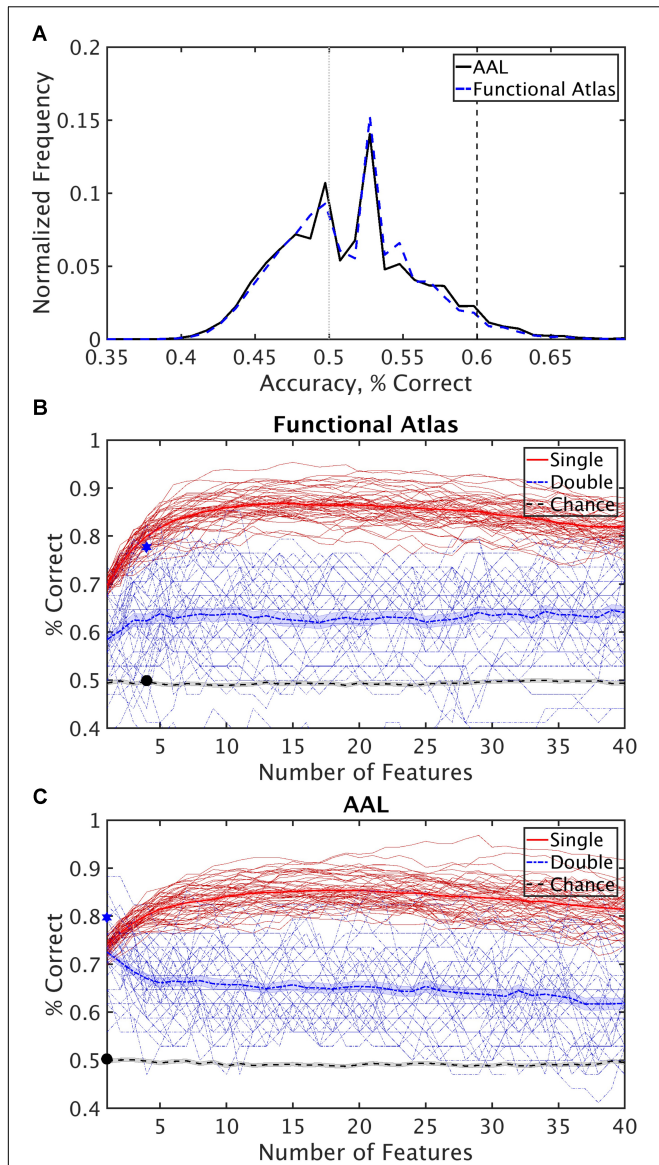 A
0.2
0.15
0.1
0.05
0
Normalized Frequency
AAL
Functional Atlas
0.35 0.4 0.45 0.5 0.55 0.6 0.65
Accuracy, % Correct
B
Functional Atlas
1
0.9
0.8
0.7
0.6
0.5
0.4
% Correct
Single
Double
Chance
5 10 15 20 25 30 35 40
Number of Features
C
AAL
1
0.9
0.8
0.7
0.6
0.5
0.4
% Correct
Single
Double
Chance
5 10 15 20 25 30 35 40
Number of Features